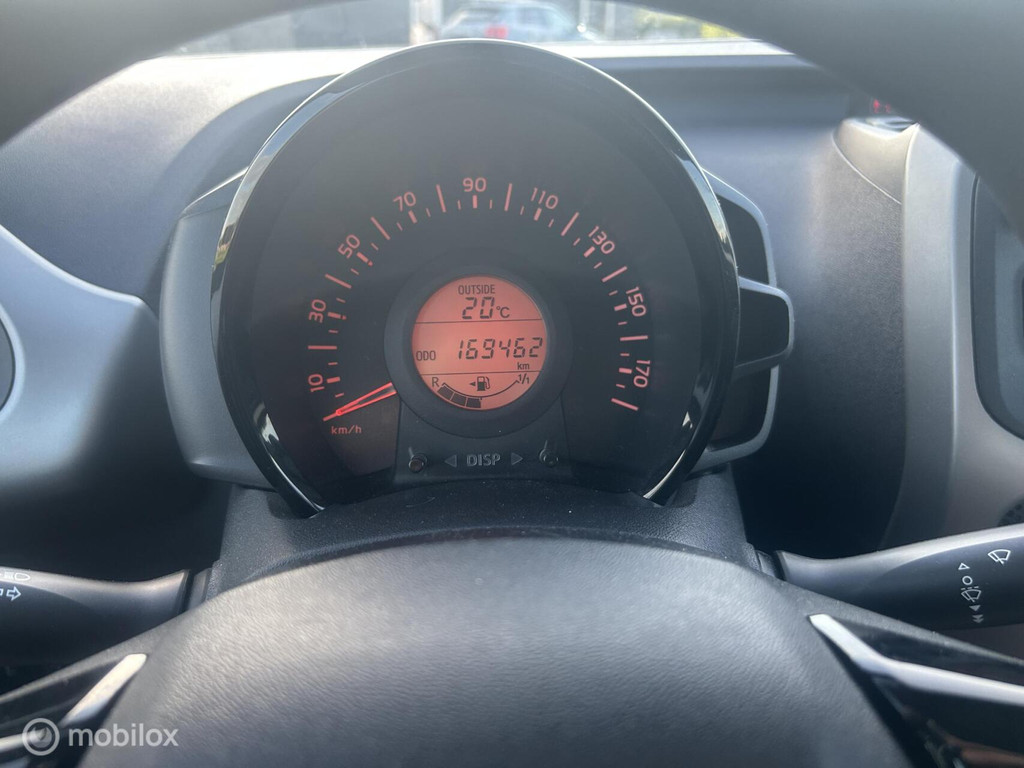 10
30
50
70
90
110
130
150
170
km/h
OUTSIDE
20°C
ODO 169462
km
R 1/1
DISP
mobilox